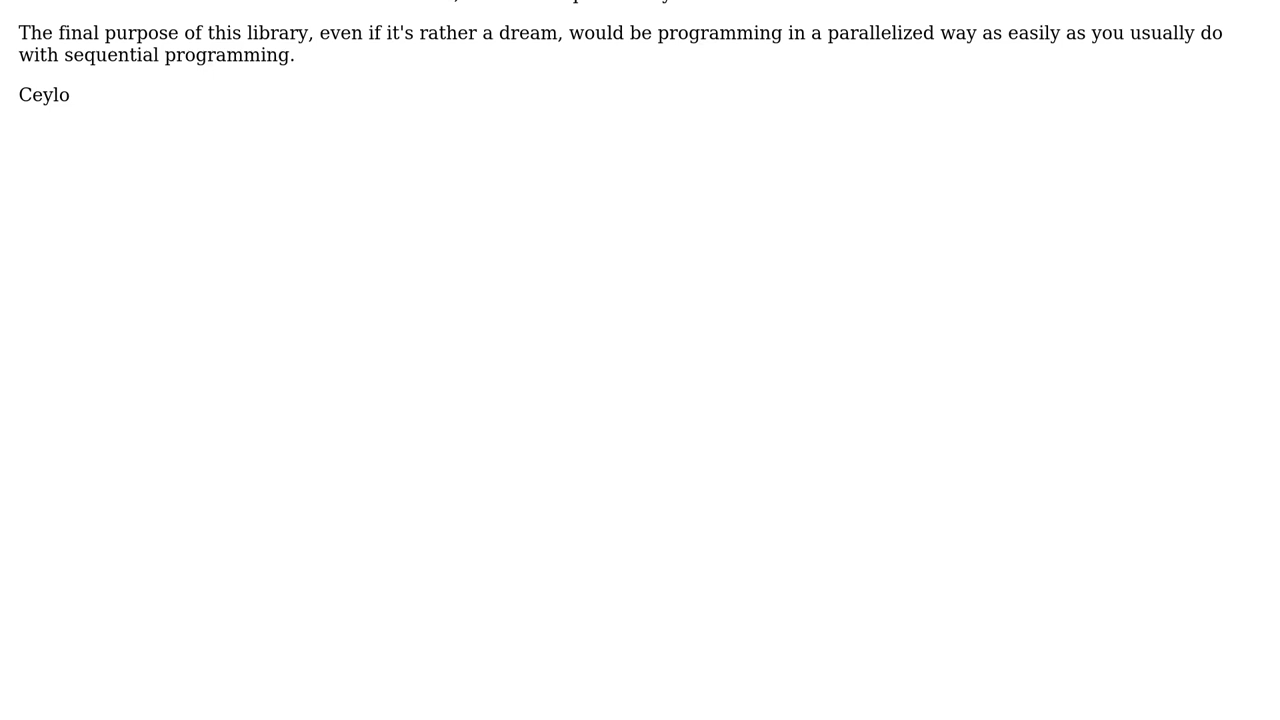 The final purpose of this library, even if it's rather a dream, would be programming in a parallelized way as easily as you usually do
with sequential programming.
Ceylo